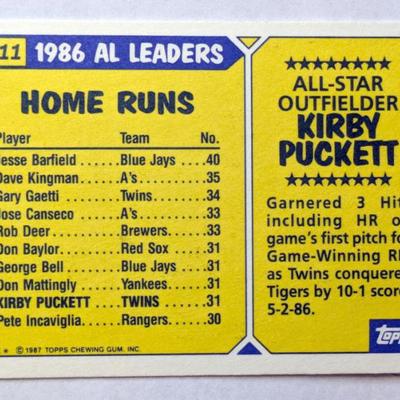 11 1986 AL LEADERS
HOME RUNS
Player Team No.
Jesse Barfield ..... Blue Jays .. 40
Dave Kingman ..... A's ....... 35
Gary Gaetti ....... Twins ..... 34
Jose Canseco ..... A's ....... 33
Rob Deer ......... Brewers ... 33
Don Baylor ....... Red Sox ... 31
George Bell ...... Blue Jays .. 31
Don Mattingly .... Yankees ... 31
KIRBY PUCKETT ..... TWINS ..... 31
Pete Incaviglia .... Rangers ... 30
© 1987 TOPPS CHEWING GUM, INC.
★★★★★★★★
ALL-STAR
OUTFIELDER
KIRBY
PUCKETT
★★★★★★★★
Garnered 3 Hits
including HR o
game's first pitch fo
Game-Winning RB
as Twins conquere
Tigers by 10-1 score
5-2-86.
Topps